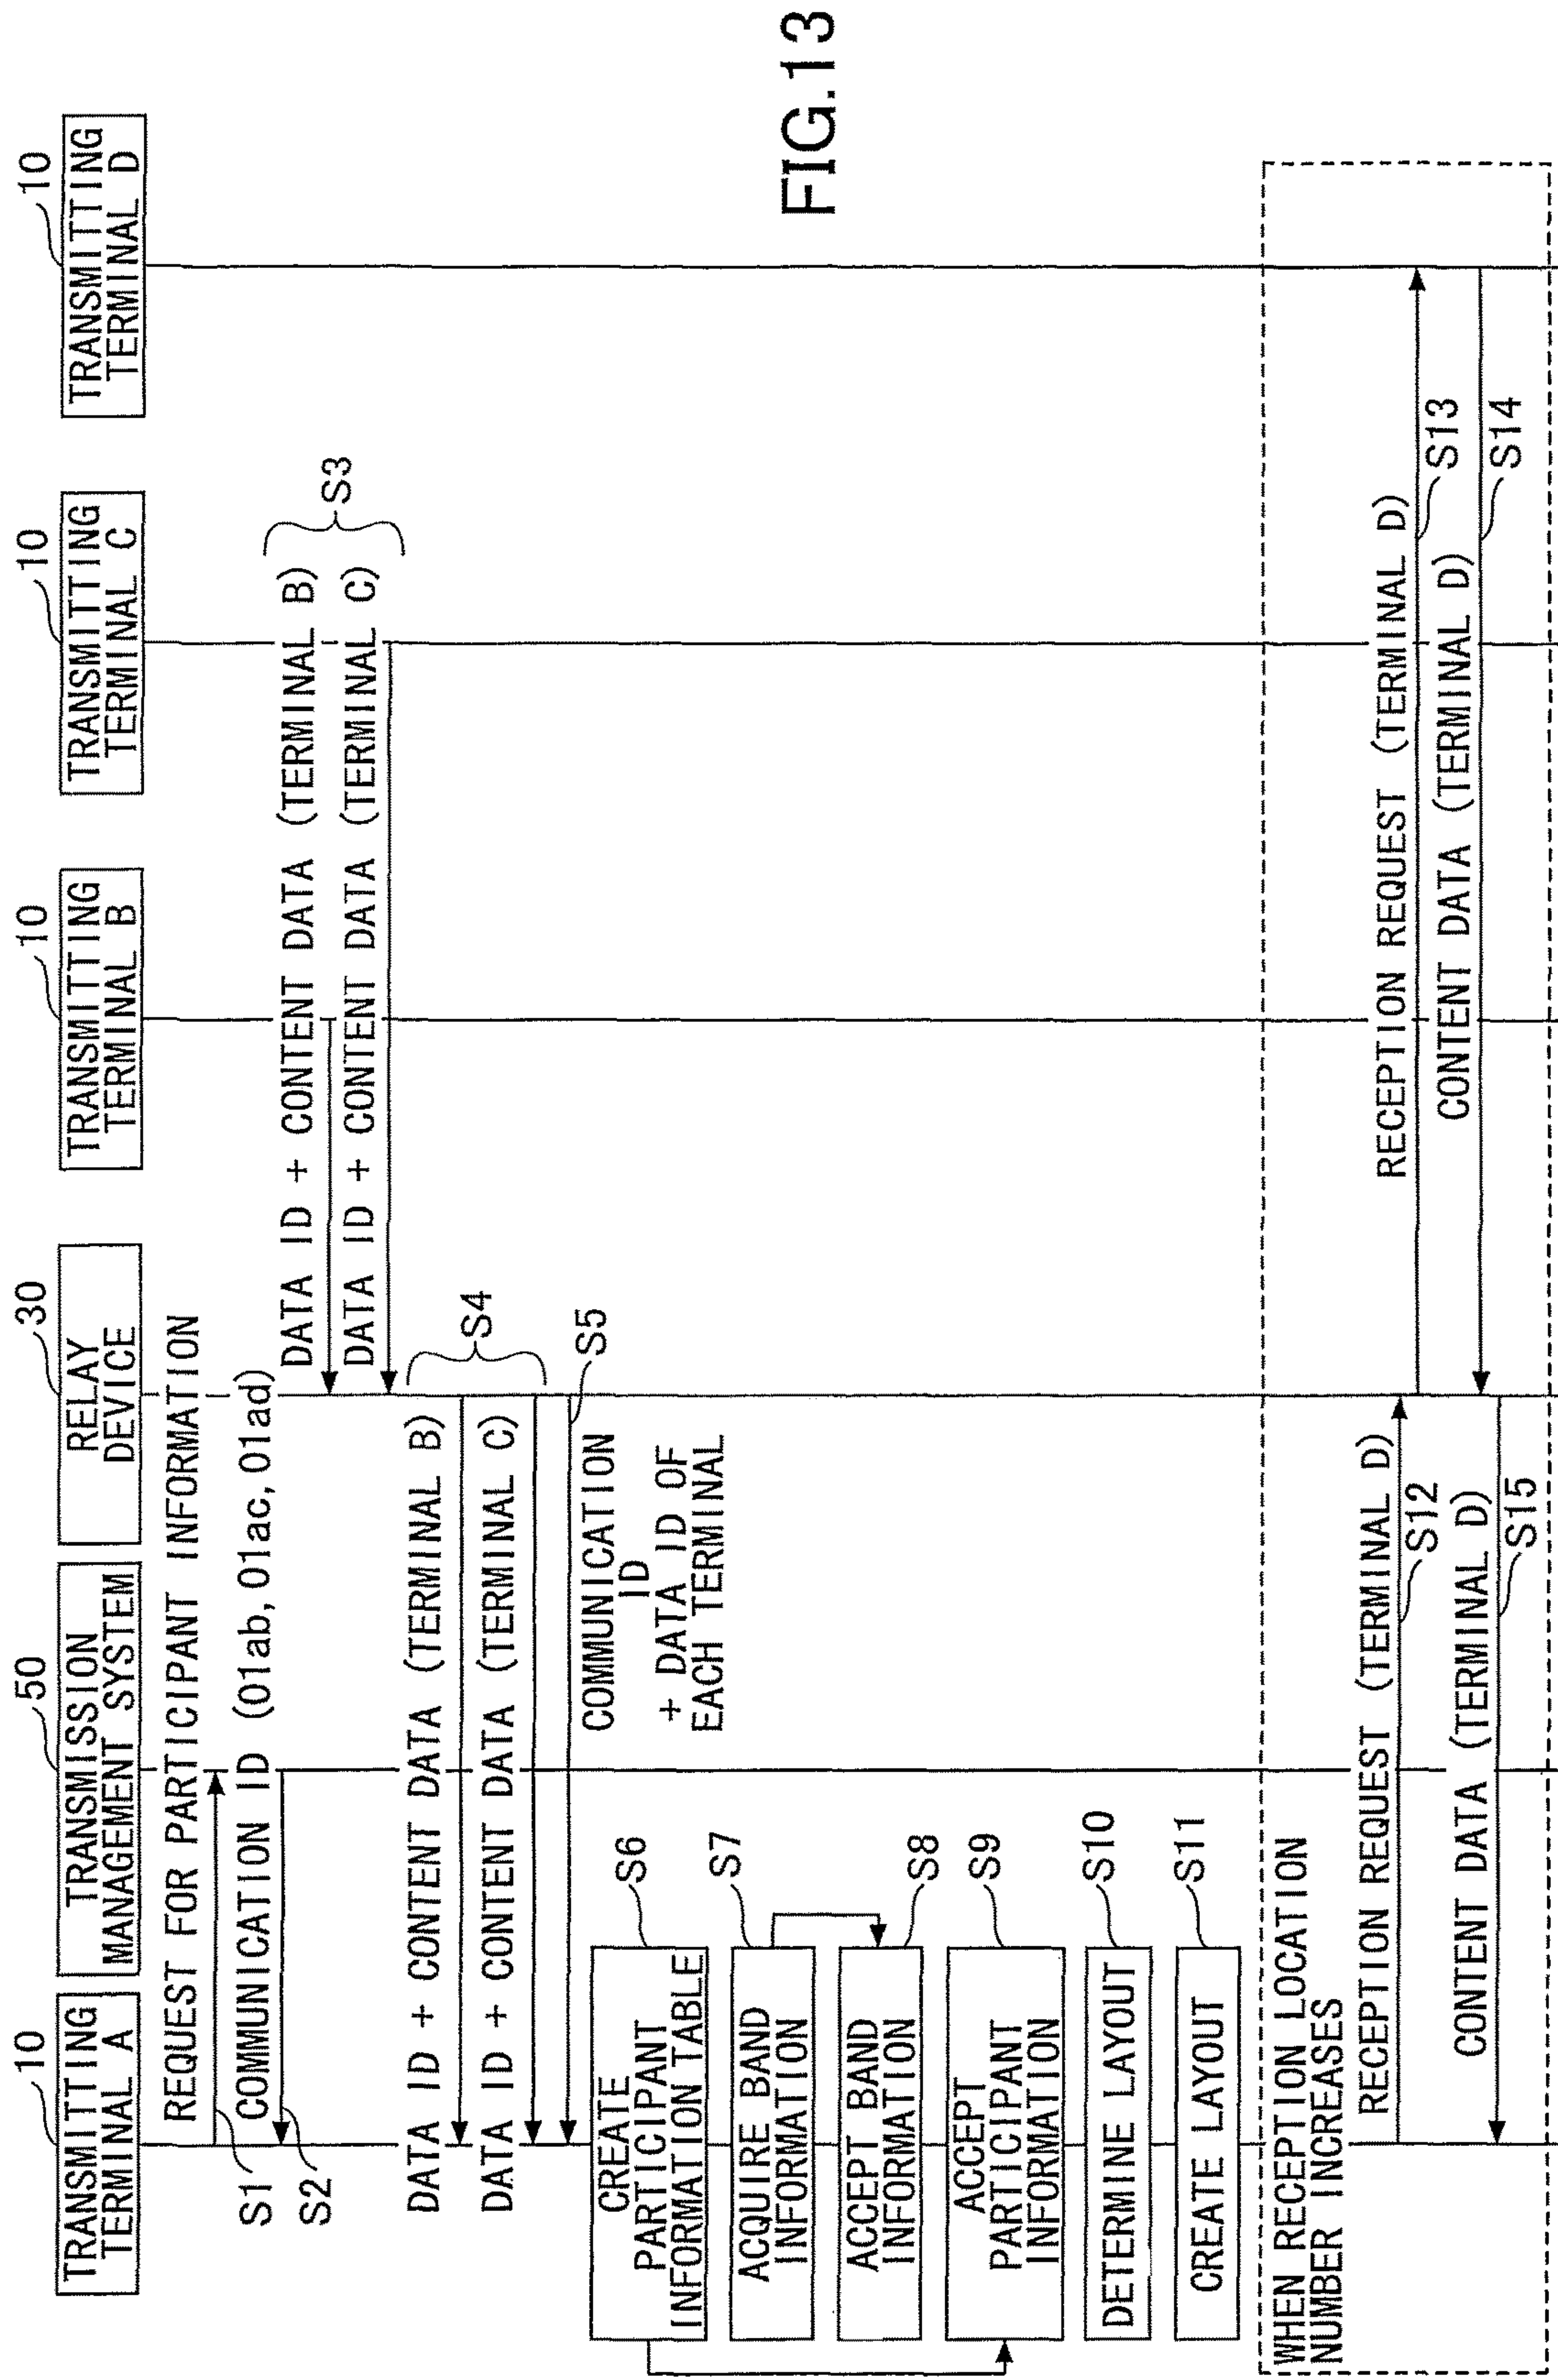 FIG.13
10
TRANSMITTING
TERMINAL A
50
TRANSMISSION
MANAGEMENT SYSTEM
30
RELAY
DEVICE
10
TRANSMITTING
TERMINAL B
10
TRANSMITTING
TERMINAL C
10
TRANSMITTING
TERMINAL D
REQUEST FOR PARTICIPANT INFORMATION
S1
COMMUNICATION ID (01ab, 01ac, 01ad)
S2
DATA ID + CONTENT DATA (TERMINAL B)
DATA ID + CONTENT DATA (TERMINAL C)
S3
DATA ID + CONTENT DATA (TERMINAL B)
DATA ID + CONTENT DATA (TERMINAL C)
S4
S5
COMMUNICATION
ID
+ DATA ID OF
EACH TERMINAL
CREATE
PARTICIPANT
INFORMATION TABLE
S6
ACQUIRE BAND
INFORMATION
S7
ACCEPT BAND
INFORMATION
S8
ACCEPT
PARTICIPANT
INFORMATION
S9
DETERMINE LAYOUT
S10
CREATE LAYOUT
S11
WHEN RECEPTION LOCATION
NUMBER INCREASES
RECEPTION REQUEST (TERMINAL D)
S12
RECEPTION REQUEST (TERMINAL D)
S13
CONTENT DATA (TERMINAL D)
S14
CONTENT DATA (TERMINAL D)
S15